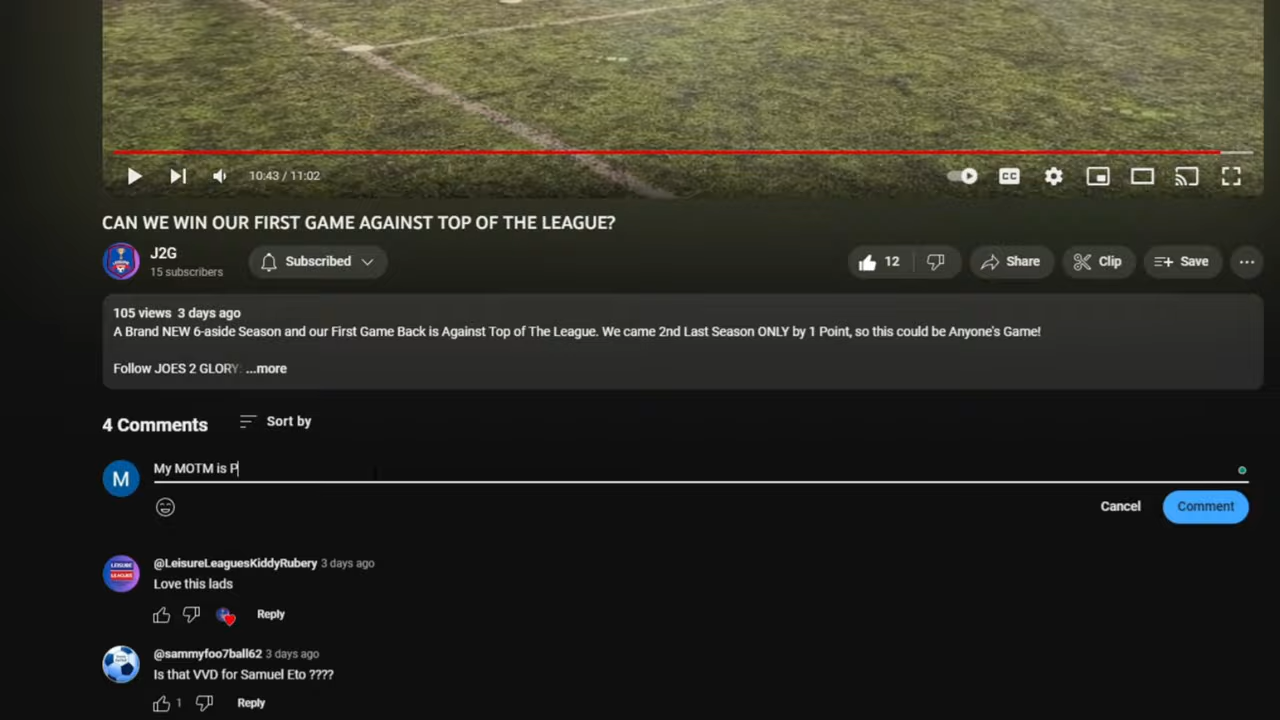 10:43 / 11:02
CC
CAN WE WIN OUR FIRST GAME AGAINST TOP OF THE LEAGUE?
J2G
15 subscribers
Subscribed
12
Share
Clip
Save
105 views 3 days ago
A Brand NEW 6-aside Season and our First Game Back is Against Top of The League. We came 2nd Last Season ONLY by 1 Point, so this could be Anyone's Game!
Follow JOES 2 GLORY: ...more
4 Comments
Sort by
M
My MOTM is P
Cancel
Comment
LEISURE
LEAGUES
@LeisureLeaguesKiddyRubery 3 days ago
Love this lads
Reply
@sammyfoo7ball62 3 days ago
Is that VVD for Samuel Eto ????
1
Reply